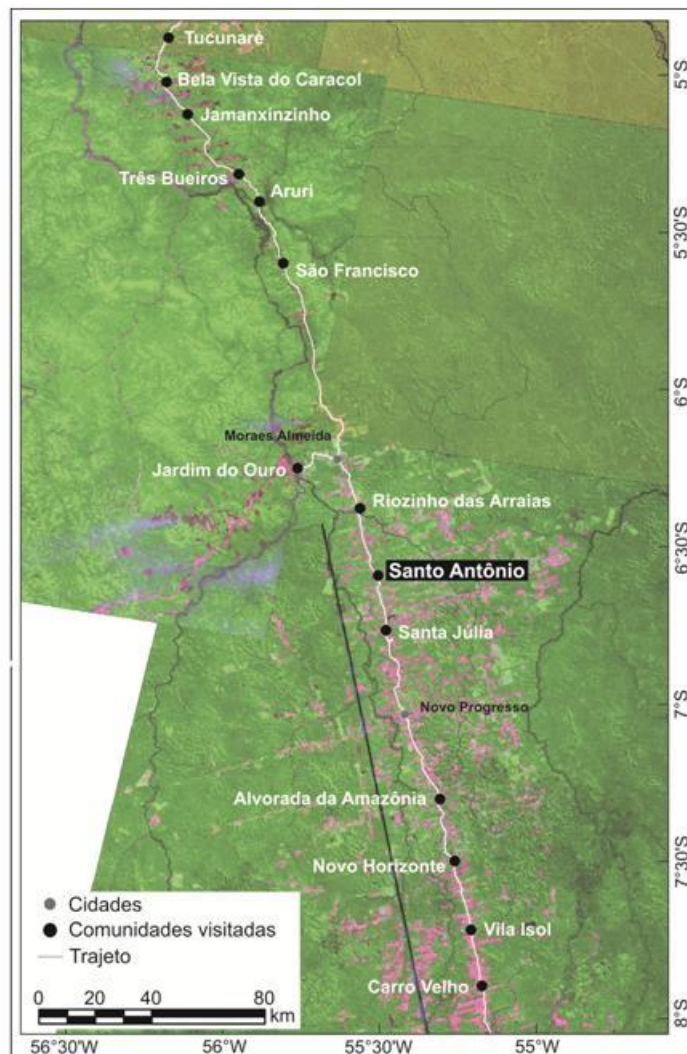 Tucunarè
Bela Vista do Caracol
Jamanxinzinho
Três Bueiros
Aruri
São Francisco
Moraes Almeida
Jardim do Ouro
Riozinho das Arraias
Santo Antônio
Santa Júlia
Novo Progresso
Alvorada da Amazônia
Novo Horizonte
Vila Isol
Carro Velho
5°S
5°30'S
6°S
6°30'S
7°S
7°30'S
8°S
Cidades
Comunidades visitadas
Trajeto
0 20 40 80
km
56°30'W 56°W 55°30'W 55°W